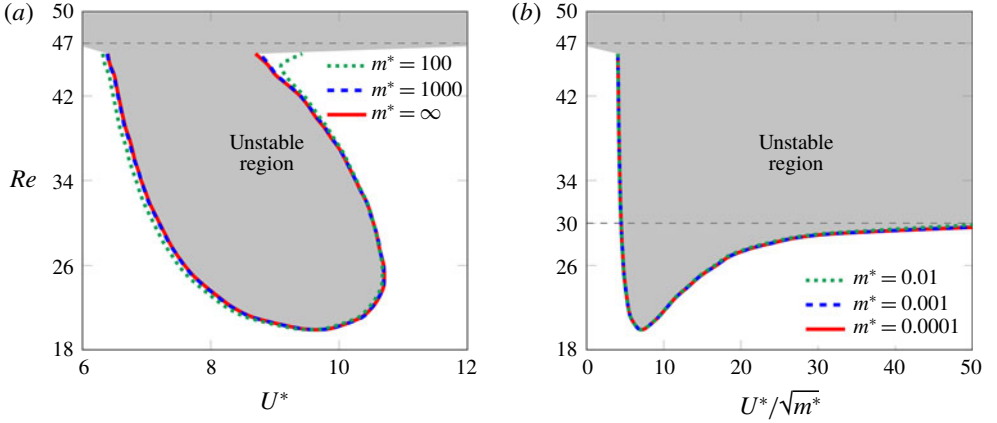 (a)
50
47
42
34
26
18
Re
6
8
10
12
U*
m* = 100
m* = 1000
m* = ∞
Unstable
region
(b)
50
47
42
34
30
26
18
0
10
20
30
40
50
U*/√m*
Unstable
region
m* = 0.01
m* = 0.001
m* = 0.0001